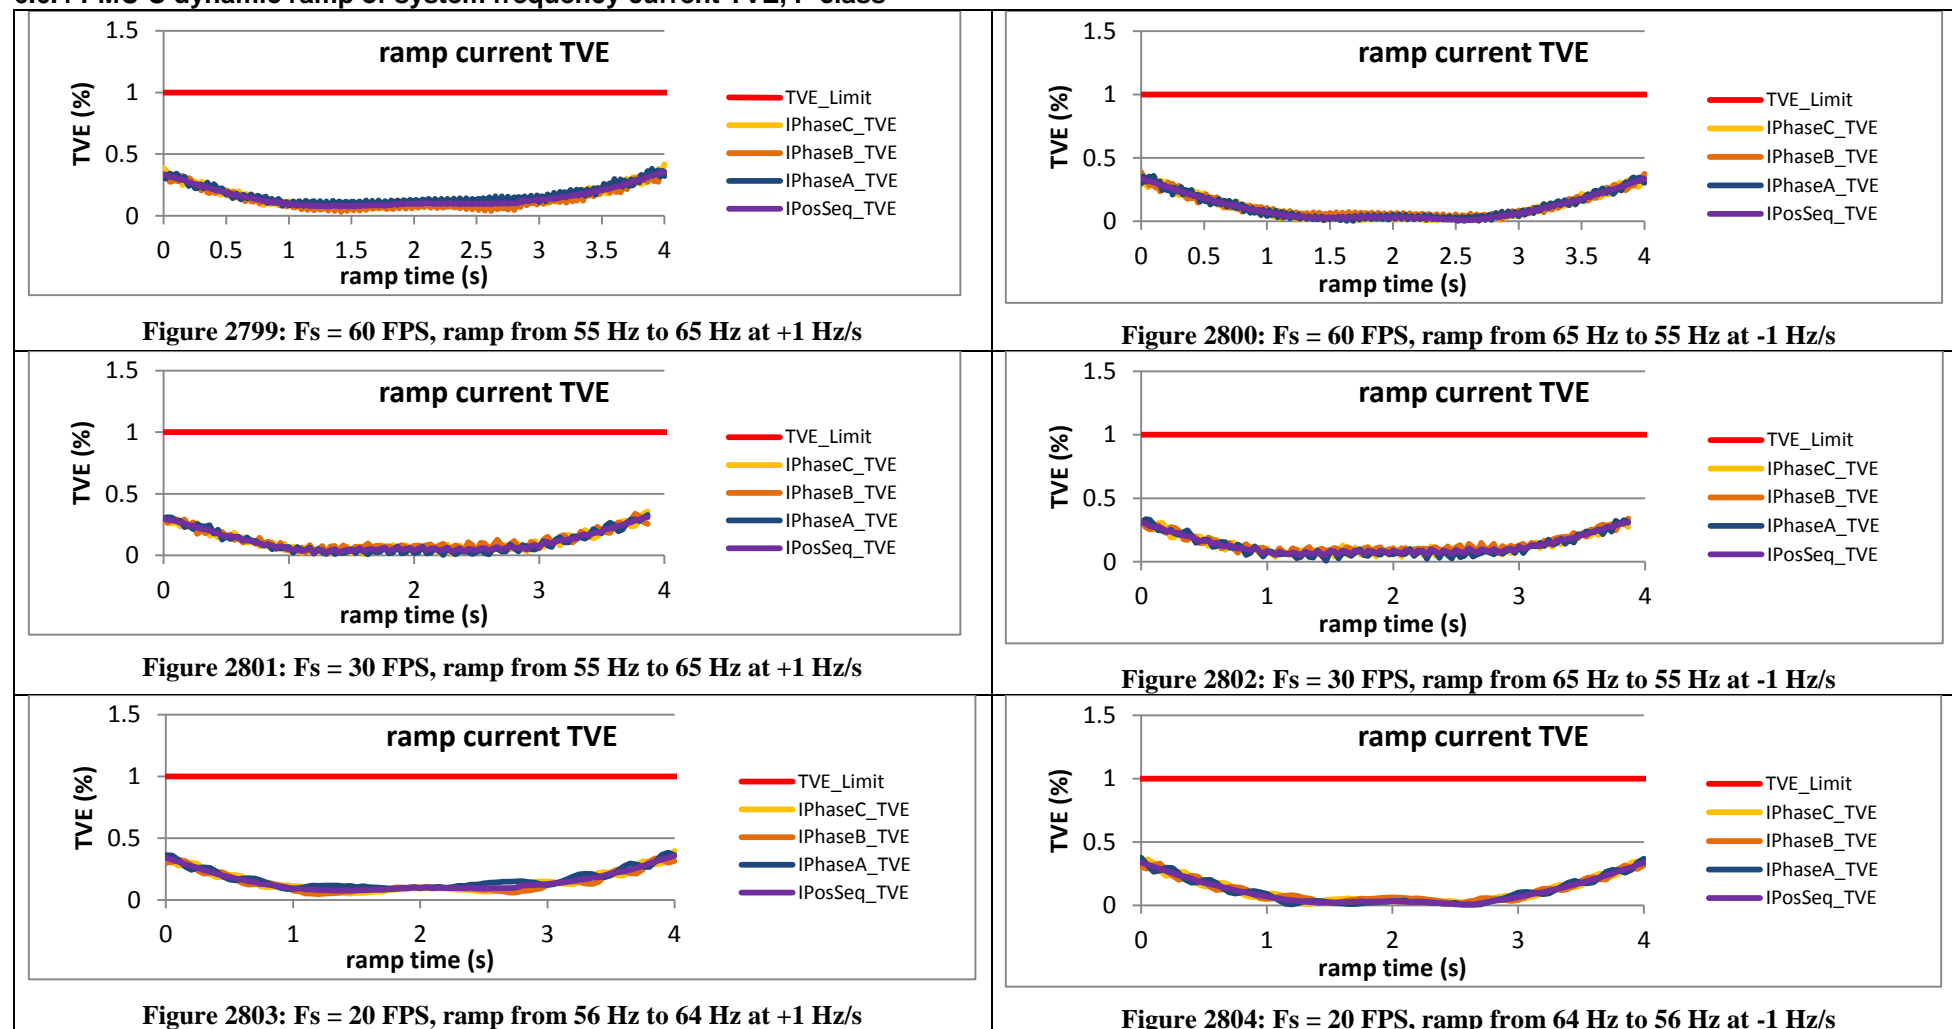 ramp current TVE
1.5
1
0.5
0
TVE (%)
0 0.5 1 1.5 2 2.5 3 3.5 4
ramp time (s)
TVE_Limit
IPhaseC_TVE
IPhaseB_TVE
IPhaseA_TVE
IPosSeq_TVE
Figure 2799: Fs = 60 FPS, ramp from 55 Hz to 65 Hz at +1 Hz/s
ramp current TVE
1.5
1
0.5
0
TVE (%)
0 0.5 1 1.5 2 2.5 3 3.5 4
ramp time (s)
TVE_Limit
IPhaseC_TVE
IPhaseB_TVE
IPhaseA_TVE
IPosSeq_TVE
Figure 2800: Fs = 60 FPS, ramp from 65 Hz to 55 Hz at -1 Hz/s
ramp current TVE
1.5
1
0.5
0
TVE (%)
0 1 2 3 4
ramp time (s)
TVE_Limit
IPhaseC_TVE
IPhaseB_TVE
IPhaseA_TVE
IPosSeq_TVE
Figure 2801: Fs = 30 FPS, ramp from 55 Hz to 65 Hz at +1 Hz/s
ramp current TVE
1.5
1
0.5
0
TVE (%)
0 1 2 3 4
ramp time (s)
TVE_Limit
IPhaseC_TVE
IPhaseB_TVE
IPhaseA_TVE
IPosSeq_TVE
Figure 2802: Fs = 30 FPS, ramp from 65 Hz to 55 Hz at -1 Hz/s
ramp current TVE
1.5
1
0.5
0
TVE (%)
0 1 2 3 4
ramp time (s)
TVE_Limit
IPhaseC_TVE
IPhaseB_TVE
IPhaseA_TVE
IPosSeq_TVE
Figure 2803: Fs = 20 FPS, ramp from 56 Hz to 64 Hz at +1 Hz/s
ramp current TVE
1.5
1
0.5
0
TVE (%)
0 1 2 3 4
ramp time (s)
TVE_Limit
IPhaseC_TVE
IPhaseB_TVE
IPhaseA_TVE
IPosSeq_TVE
Figure 2804: Fs = 20 FPS, ramp from 64 Hz to 56 Hz at -1 Hz/s